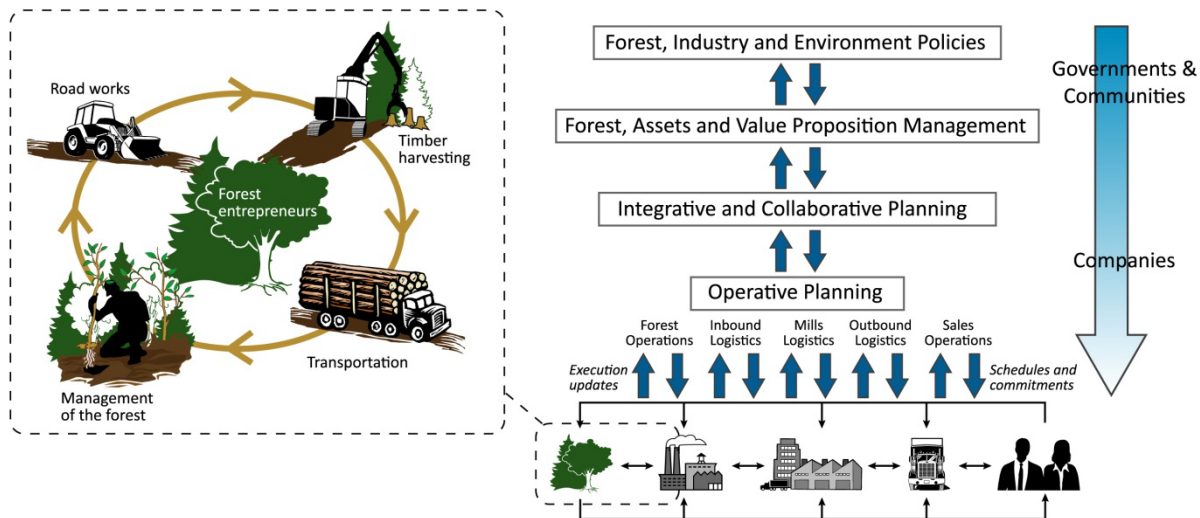 Road works
Timber
harvesting
Forest
entrepreneurs
Transportation
Management
of the forest
Forest, Industry and Environment Policies
Forest, Assets and Value Proposition Management
Integrative and Collaborative Planning
Operative Planning
Governments &
Communities
Companies
Forest
Operations
Inbound
Logistics
Mills
Logistics
Outbound
Logistics
Sales
Operations
Execution
updates
Schedules and
commitments